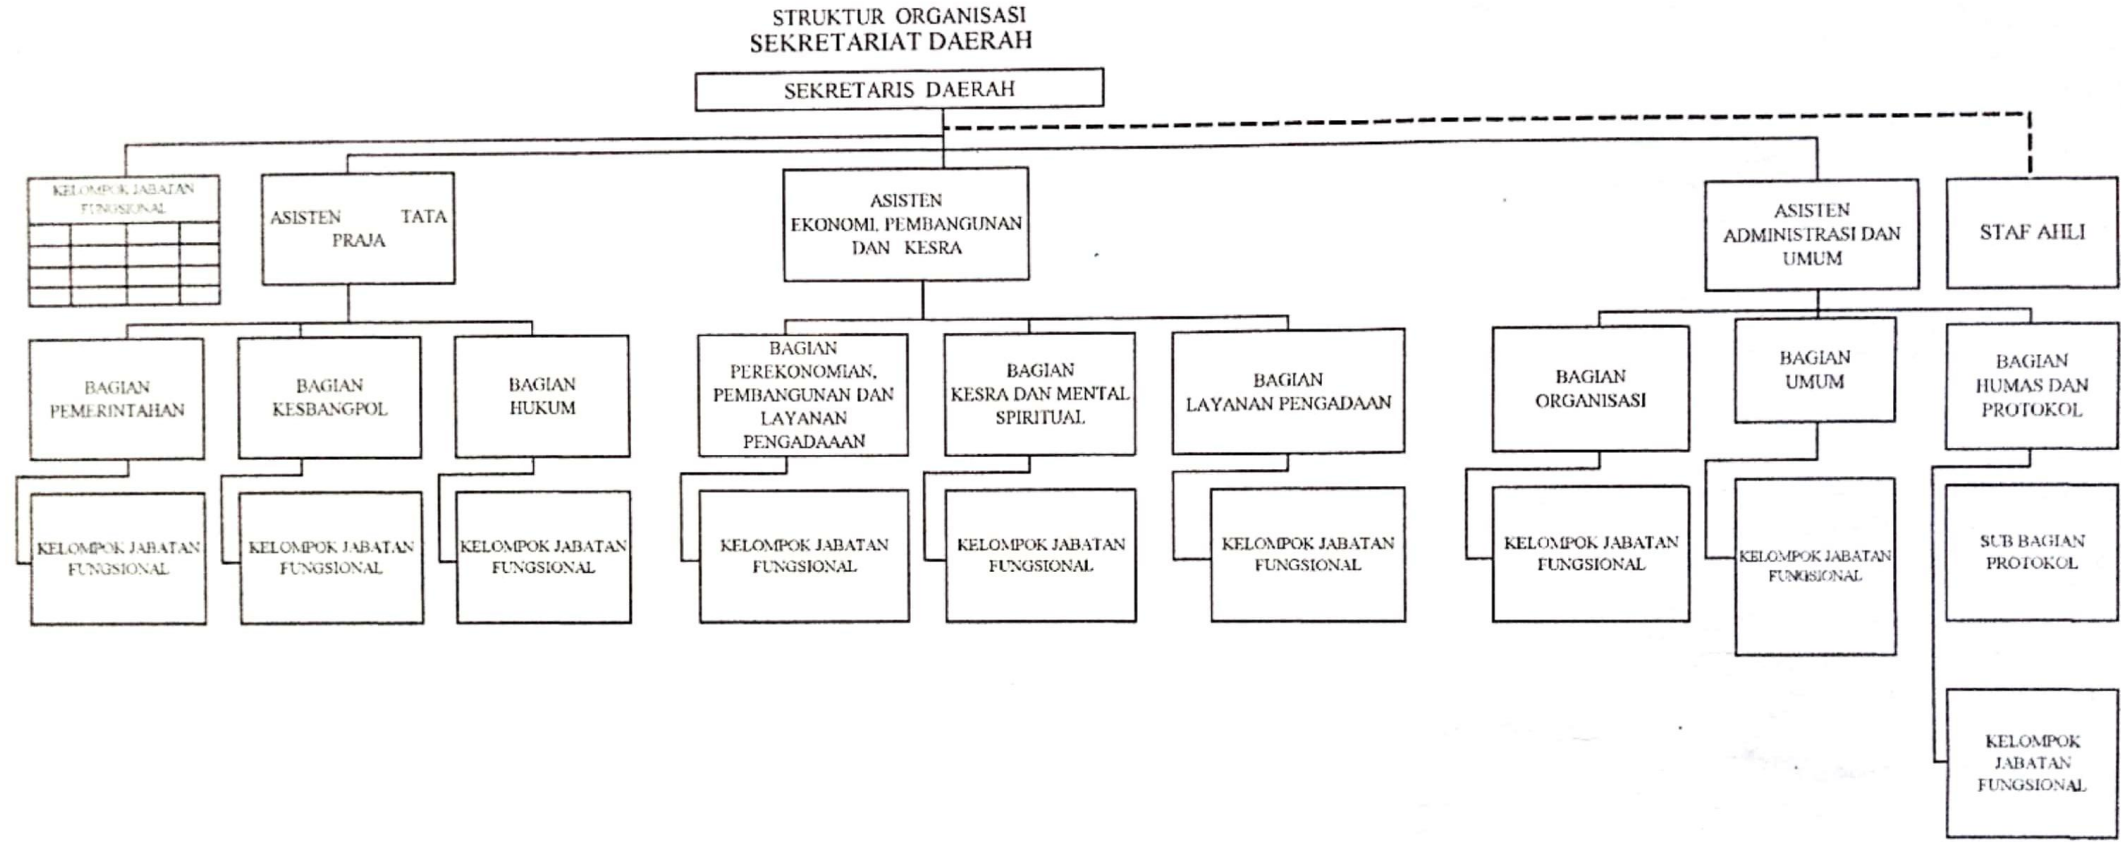 STRUKTUR ORGANISASI
SEKRETARIAT DAERAH
SEKRETARIS DAERAH
KELOMPOK JABATAN
FUNGSIONAL
ASISTEN TATA
PRAJA
ASISTEN
EKONOMI, PEMBANGUNAN
DAN KESRA
ASISTEN
ADMINISTRASI DAN
UMUM
STAF AHLI
BAGIAN
PEMERINTAHAN
BAGIAN
KESBANGPOL
BAGIAN
HUKUM
BAGIAN
PEREKONOMIAN,
PEMBANGUNAN DAN
LAYANAN
PENGADAAAN
BAGIAN
KESRA DAN MENTAL
SPIRITUAL
BAGIAN
LAYANAN PENGADAAN
BAGIAN
ORGANISASI
BAGIAN
UMUM
BAGIAN
HUMAS DAN
PROTOKOL
KELOMPOK JABATAN
FUNGSIONAL
KELOMPOK JABATAN
FUNGSIONAL
KELOMPOK JABATAN
FUNGSIONAL
KELOMPOK JABATAN
FUNGSIONAL
KELOMPOK JABATAN
FUNGSIONAL
KELOMPOK JABATAN
FUNGSIONAL
KELOMPOK JABATAN
FUNGSIONAL
KELOMPOK JABATAN
FUNGSIONAL
SUB BAGIAN
PROTOKOL
KELOMPOK
JABATAN
FUNGSIONAL